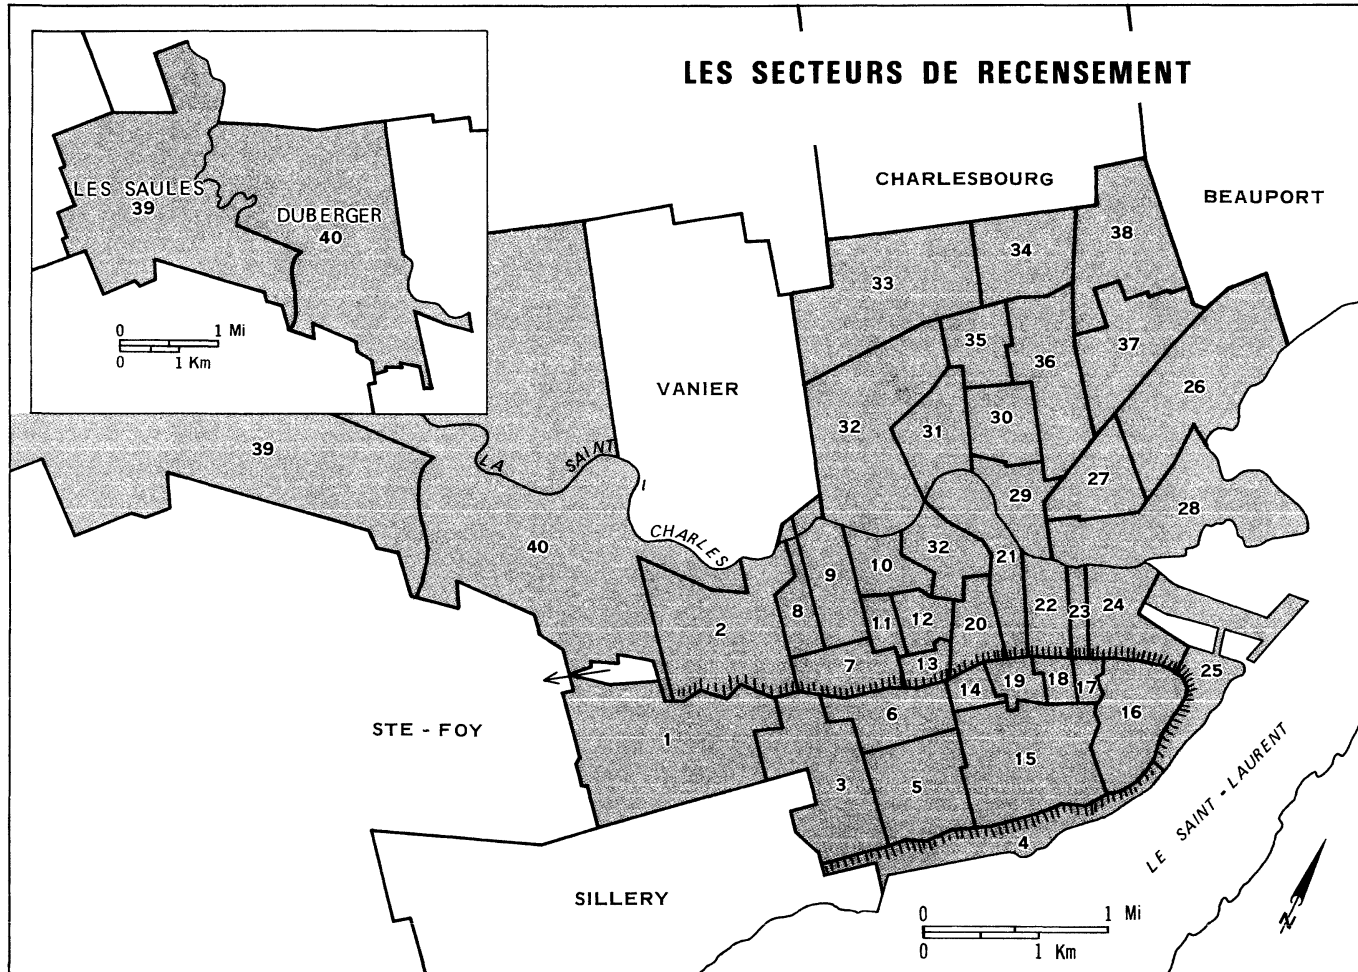 LES SECTEURS DE RECENSEMENT
LES SAULES
39
DUBERGER
40
0 1 Mi
0 1 Km
CHARLESBOURG
BEAUPORT
38
34
33
35
36
37
26
VANIER
32
31
30
27
39
LA SAINT - CHARLES
29
28
40
10
32
21
9
22
23
24
8
11
12
20
2
7
13
25
14
19
18
17
16
STE - FOY
1
6
15
3
5
4
LE SAINT - LAURENT
SILLERY
0 1 Mi
0 1 Km
N